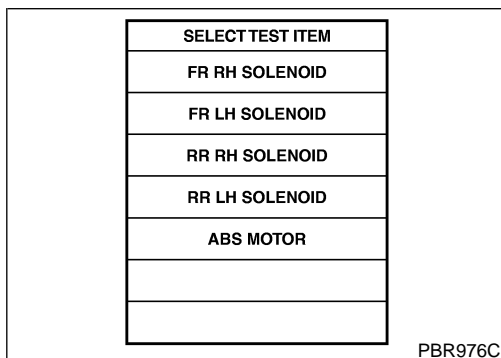 SELECT TEST ITEM
FR RH SOLENOID
FR LH SOLENOID
RR RH SOLENOID
RR LH SOLENOID
ABS MOTOR
PBR976C